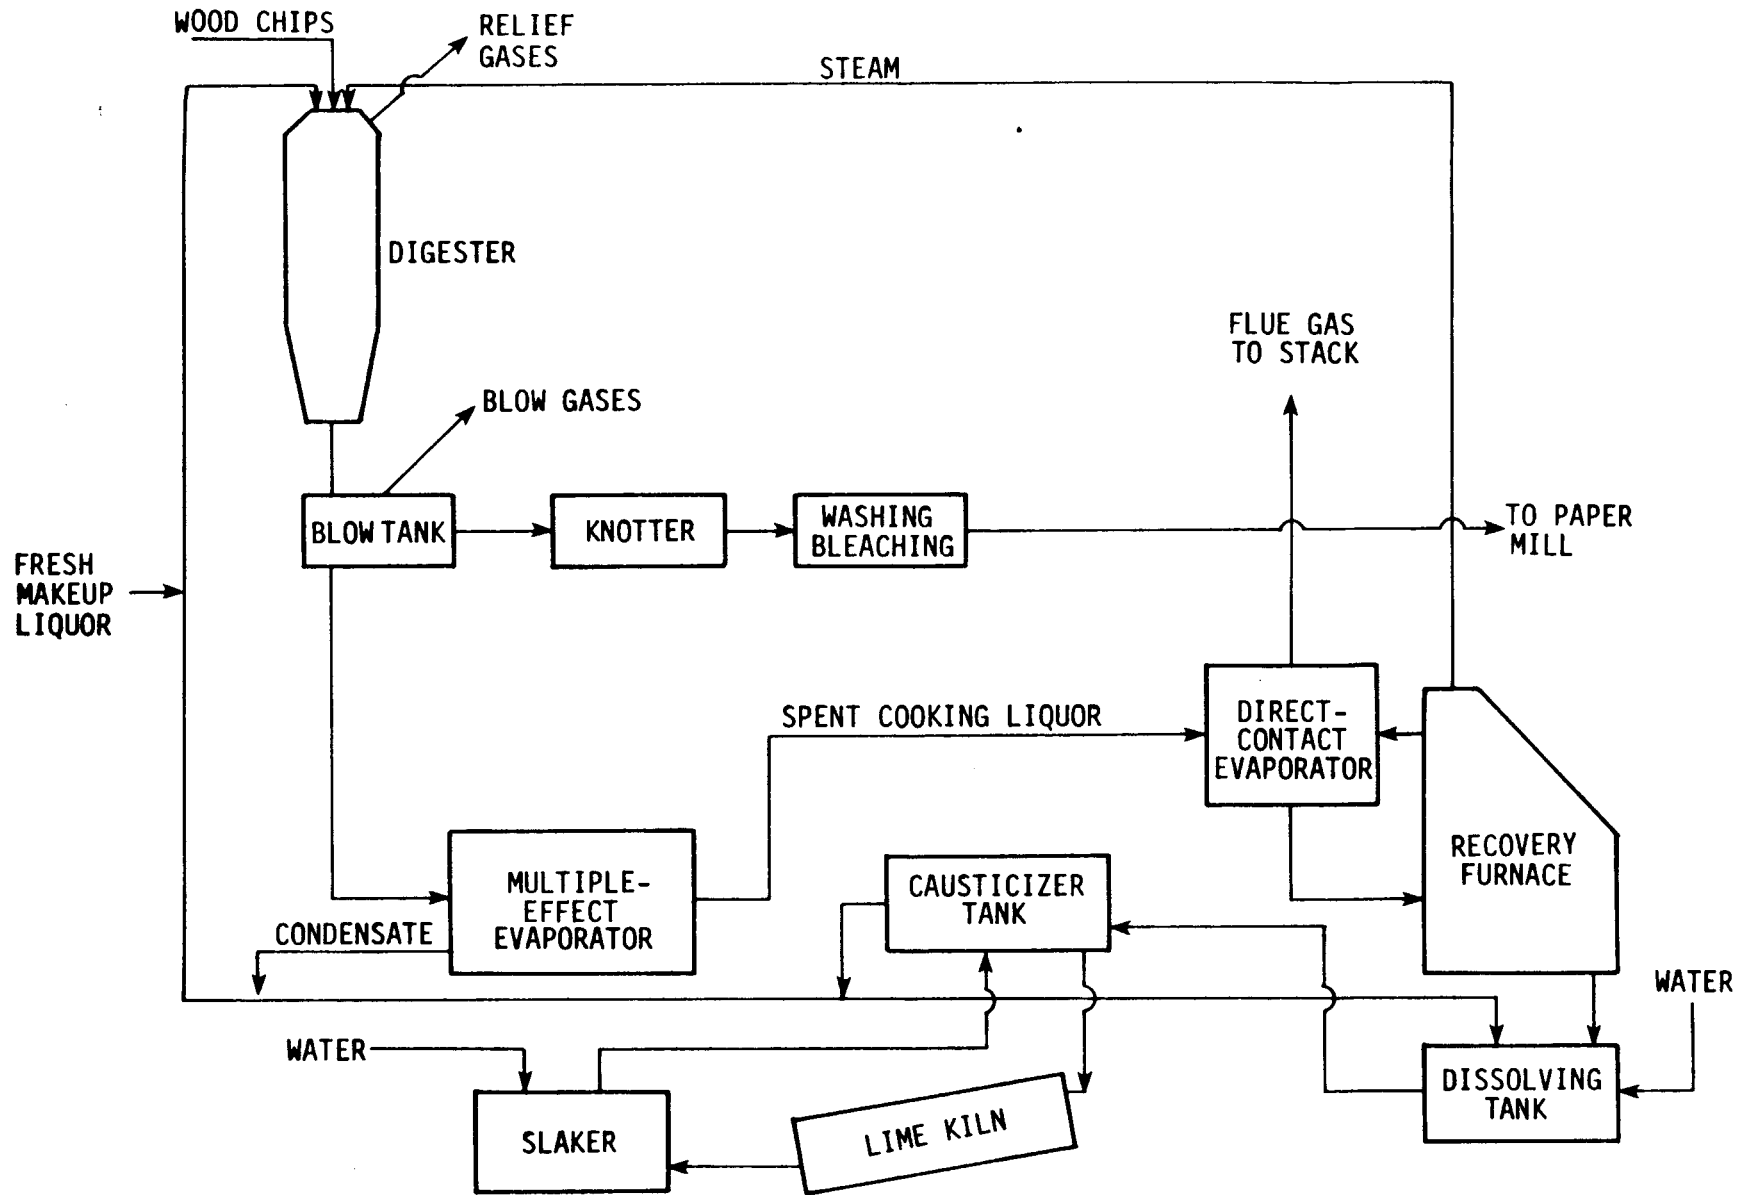 WOOD CHIPS
RELIEF
GASES
STEAM
DIGESTER
FLUE GAS
TO STACK
BLOW GASES
BLOW TANK
KNOTTER
WASHING
BLEACHING
TO PAPER
MILL
FRESH
MAKEUP
LIQUOR
SPENT COOKING LIQUOR
DIRECT-
CONTACT
EVAPORATOR
RECOVERY
FURNACE
MULTIPLE-
EFFECT
EVAPORATOR
CAUSTICIZER
TANK
CONDENSATE
WATER
WATER
DISSOLVING
TANK
SLAKER
LIME KILN